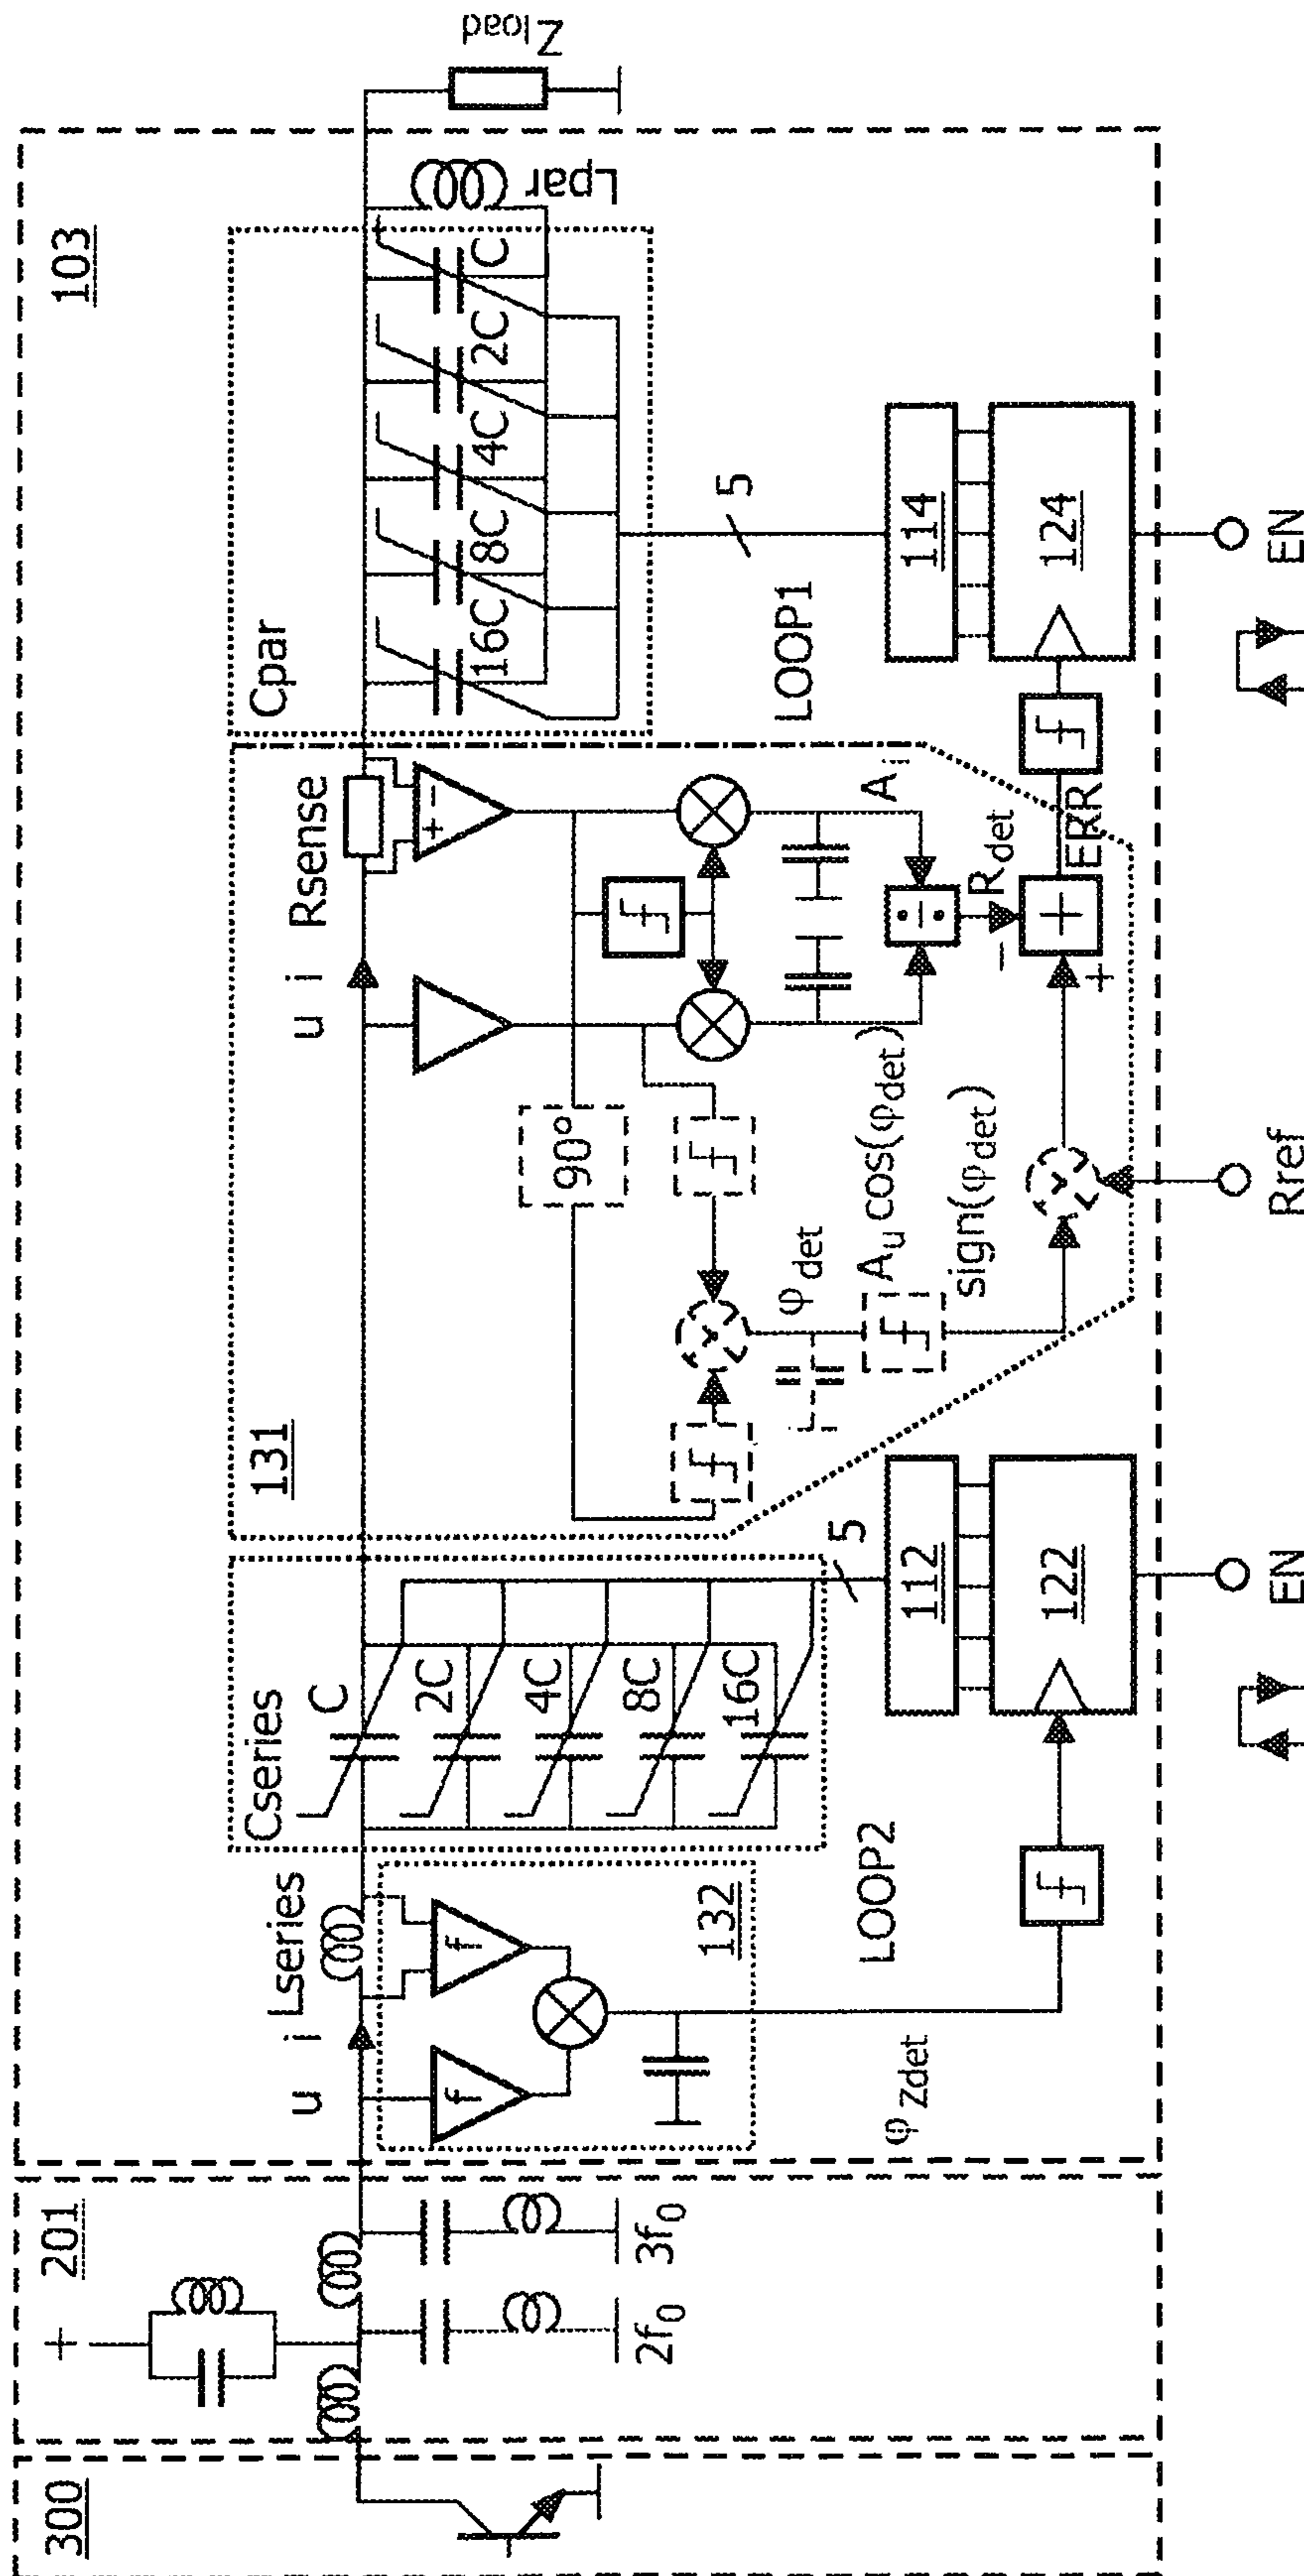 300
201
+
2f0
3f0
103
u i Lseries
f
f
132
φZdet
LOOP2
Cseries
C
2C
4C
8C
16C
5
112
122
EN
131
u i Rsense
+ −
90°
φdet
Au cos(φdet)
sign(φdet)
Ai
÷
Rdet
−
+
+
ERR
Rref
Cpar
16C
8C
4C
2C
C
Lpar
5
LOOP1
114
124
EN
Zload